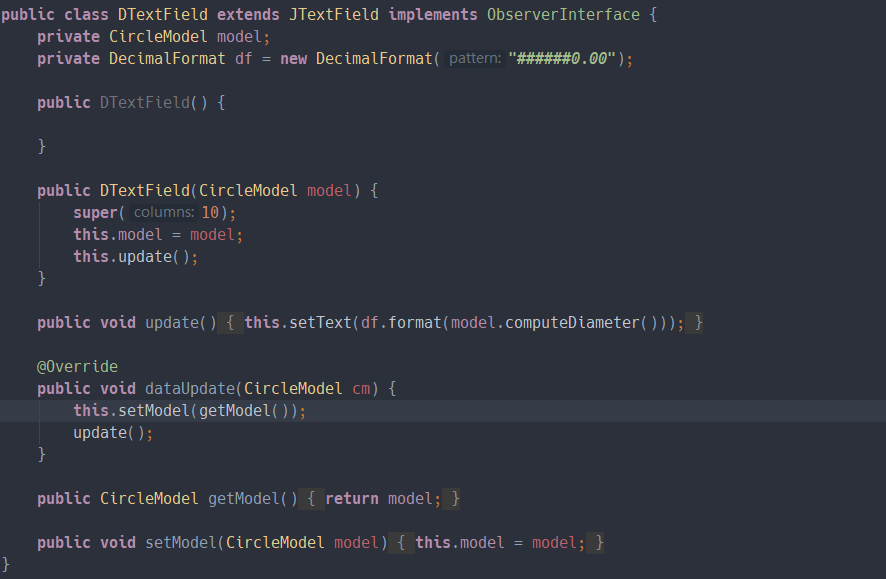 public class DTextField extends JTextField implements ObserverInterface {
    private CircleModel model;
    private DecimalFormat df = new DecimalFormat( pattern: "######0.00");
    public DTextField() {
    }
    public DTextField(CircleModel model) {
        super( columns: 10);
        this.model = model;
        this.update();
    }
    public void update() { this.setText(df.format(model.computeDiameter())); }
    @Override
    public void dataUpdate(CircleModel cm) {
        this.setModel(getModel());
        update();
    }
    public CircleModel getModel() { return model; }
    public void setModel(CircleModel model) { this.model = model; }
}